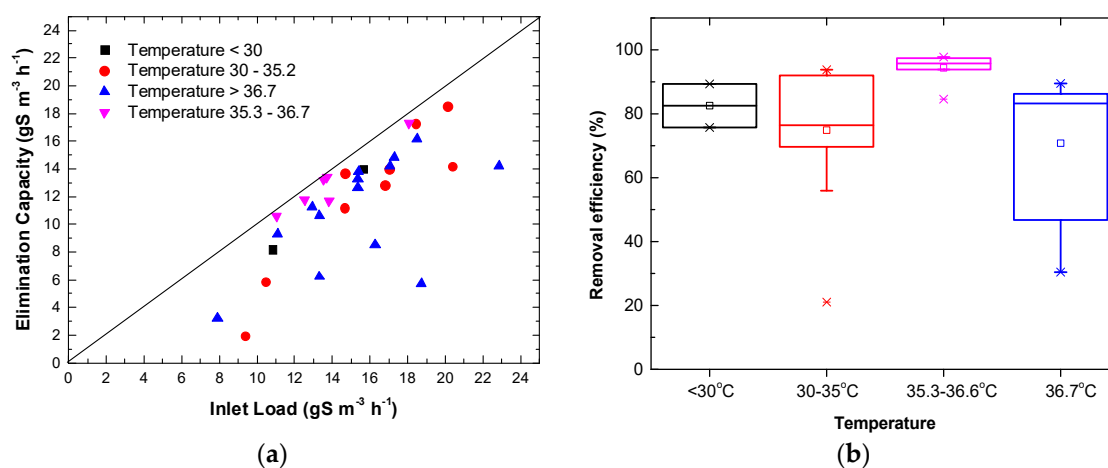 24
22
20
18
16
14
12
10
8
6
4
2
0
Elimination Capacity (gS m⁻³ h⁻¹)
Temperature < 30
Temperature 30 - 35.2
Temperature > 36.7
Temperature 35.3 - 36.7
0 2 4 6 8 10 12 14 16 18 20 22 24
Inlet Load (gS m⁻³ h⁻¹)
(a)
100
80
60
40
20
0
Removal efficiency (%)
<30°C 30-35°C 35.3-36.6°C 36.7°C
Temperature
(b)